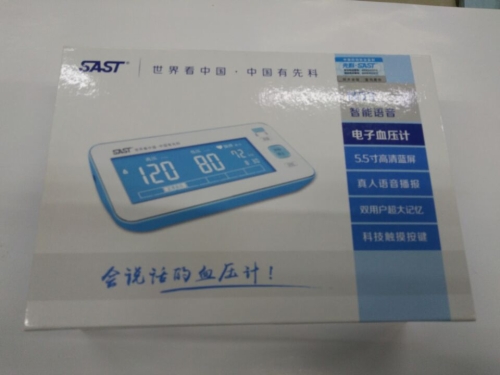 SAST
世界看中国·中国有先科
SAST
智能语音
电子血压计
5.5寸高清蓝屏
真人语音播报
双用户超大记忆
科技触摸按键
SAST
120 80 72
会说话的血压计!